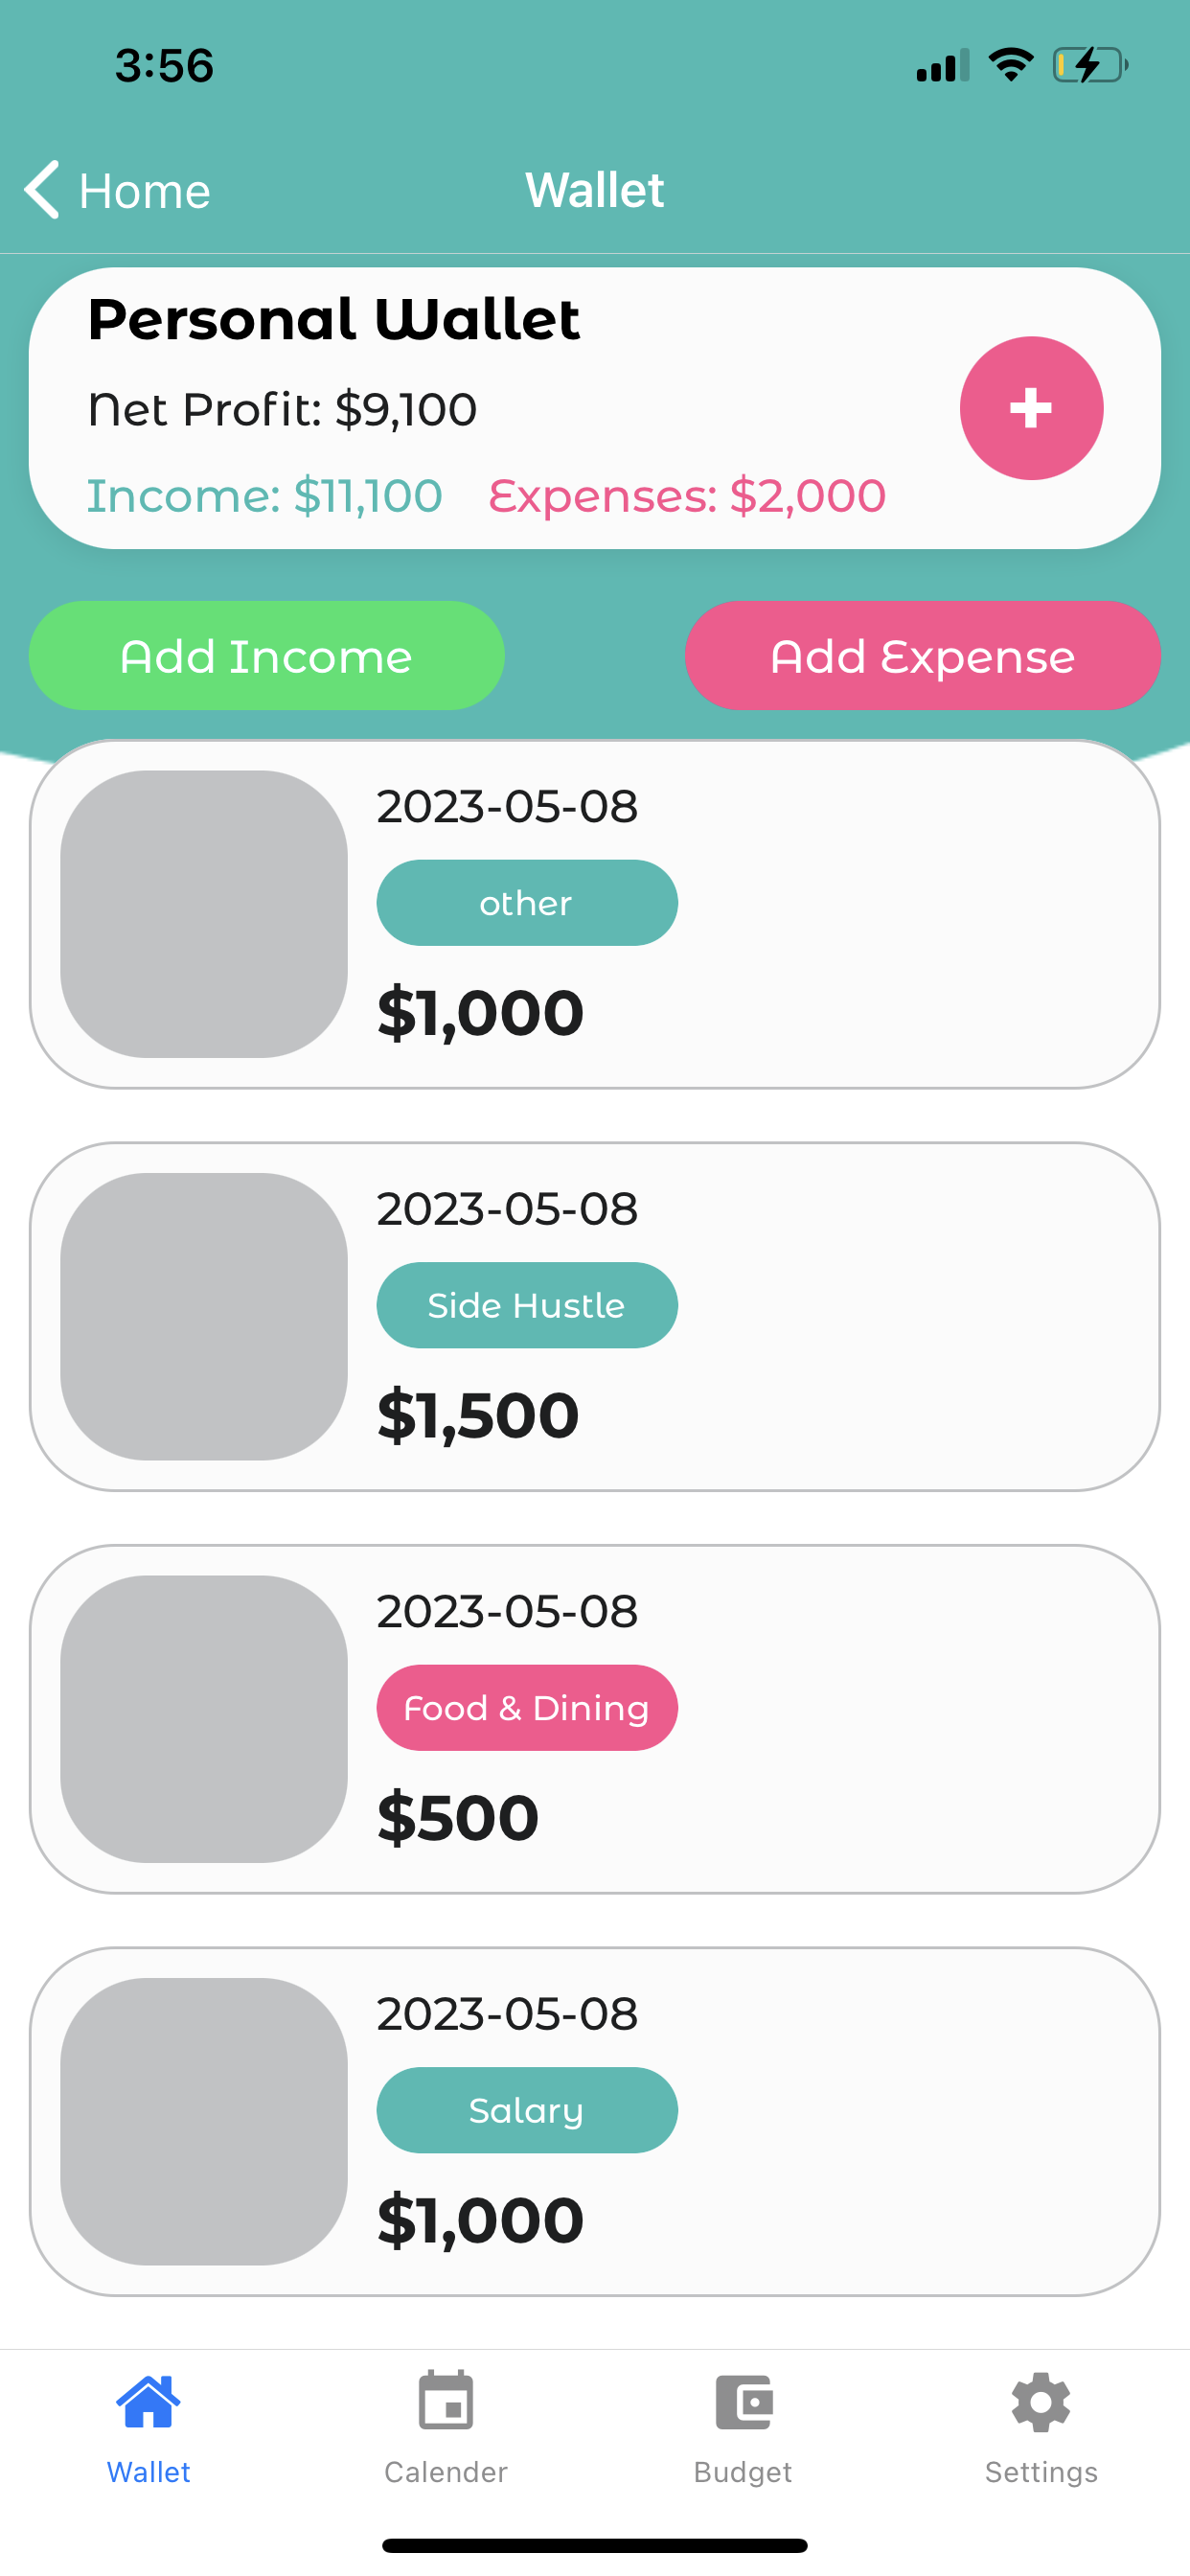 3:56
Home Wallet
Personal Wallet
Net Profit: $9,100
+
Income: $11,100 Expenses: $2,000
Add Income Add Expense
2023-05-08
other
$1,000
2023-05-08
Side Hustle
$1,500
2023-05-08
Food & Dining
$500
2023-05-08
Salary
$1,000
Wallet Calender Budget Settings